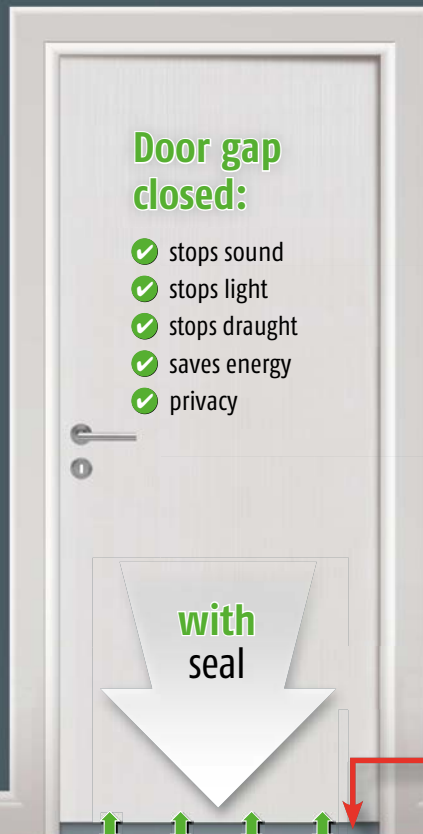 Door gap
closed:
stops sound
stops light
stops draught
saves energy
privacy
with
seal